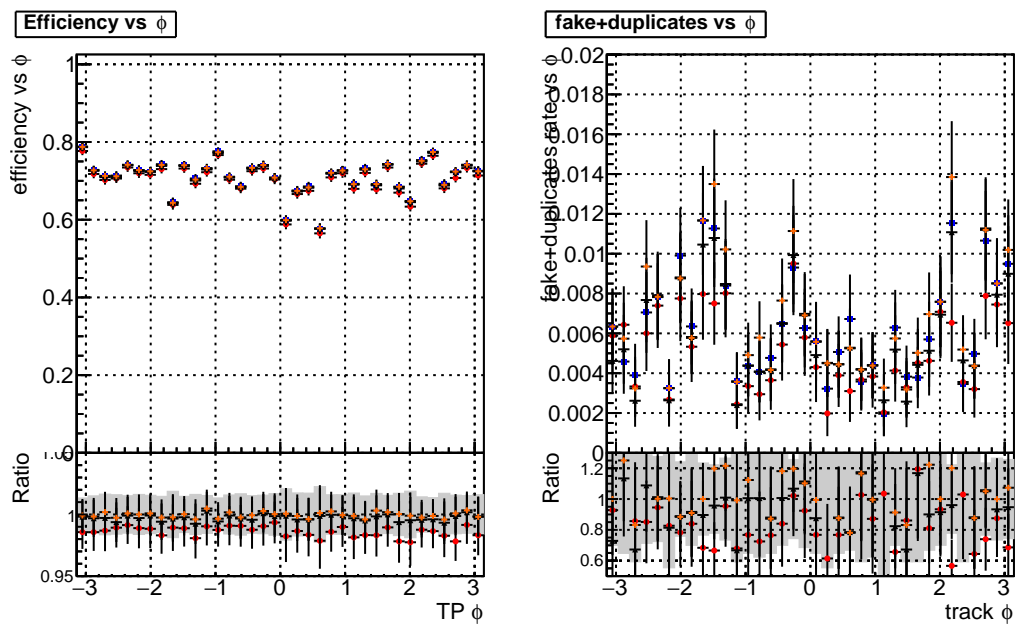 Efficiency vs ϕ
efficiency vs ϕ
1
0.8
0.6
0.4
0.2
0
Ratio
1
0.95
−3 −2 −1 0 1 2 3
TP ϕ
fake+duplicates vs ϕ
fake+duplicates rate vs ϕ
0.02
0.018
0.016
0.014
0.012
0.01
0.008
0.006
0.004
0.002
0
Ratio
1.2
1
0.8
0.6
−3 −2 −1 0 1 2 3
track ϕ